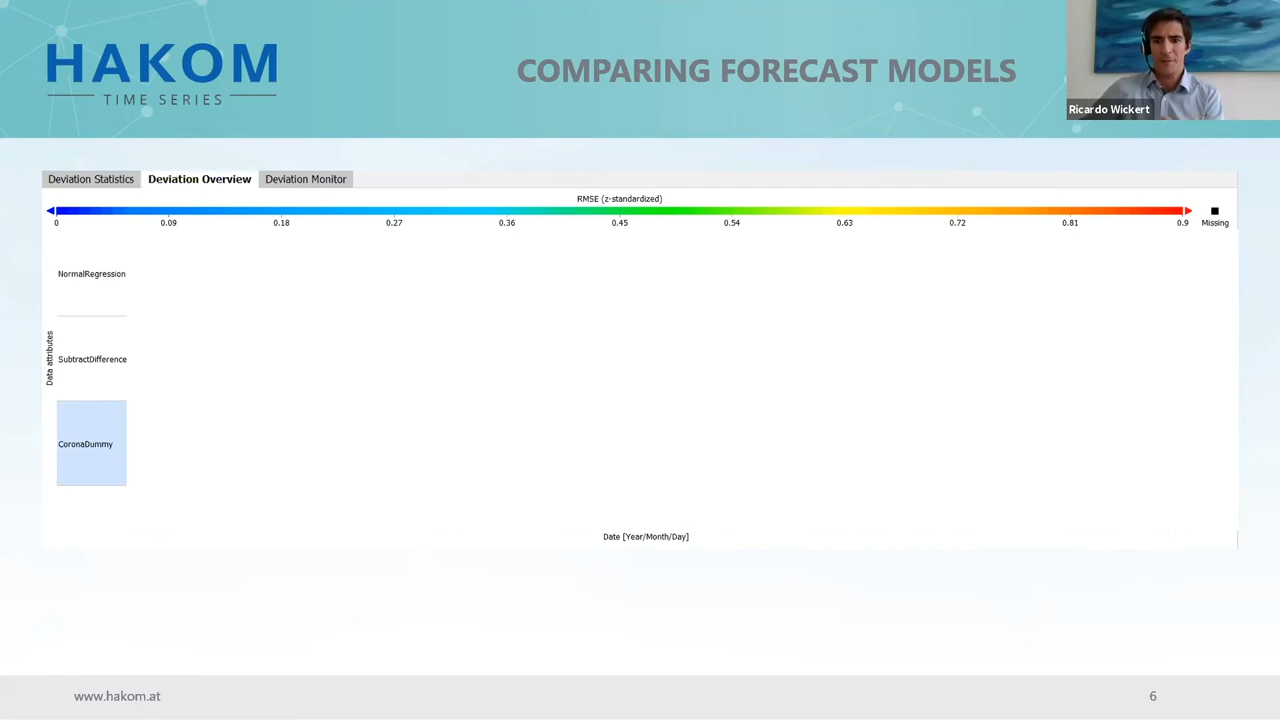 HAKOM
TIME SERIES
COMPARING FORECAST MODELS
Ricardo Wickert
Deviation Statistics
Deviation Overview
Deviation Monitor
RMSE (z-standardized)
0 0.09 0.18 0.27 0.36 0.45 0.54 0.63 0.72 0.81 0.9 Missing
NormalRegression
Data attributes
SubtractDifference
CoronaDummy
Date [Year/Month/Day]
www.hakom.at
6